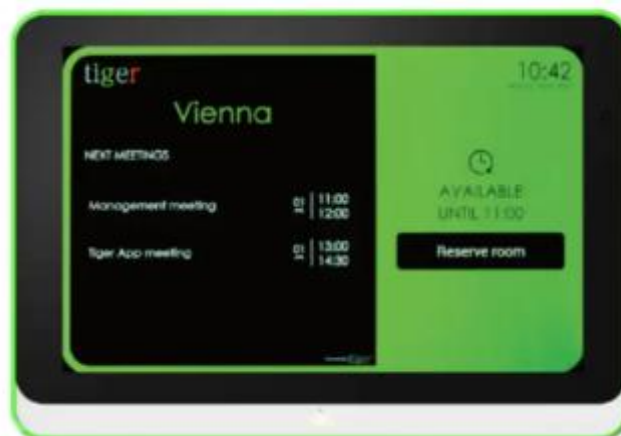 tiger
10:42
Vienna
NEXT MEETINGS
Management meeting
11:00
12:00
Tiger App meeting
13:00
14:30
AVAILABLE
UNTIL 11:00
Reserve room
tiger